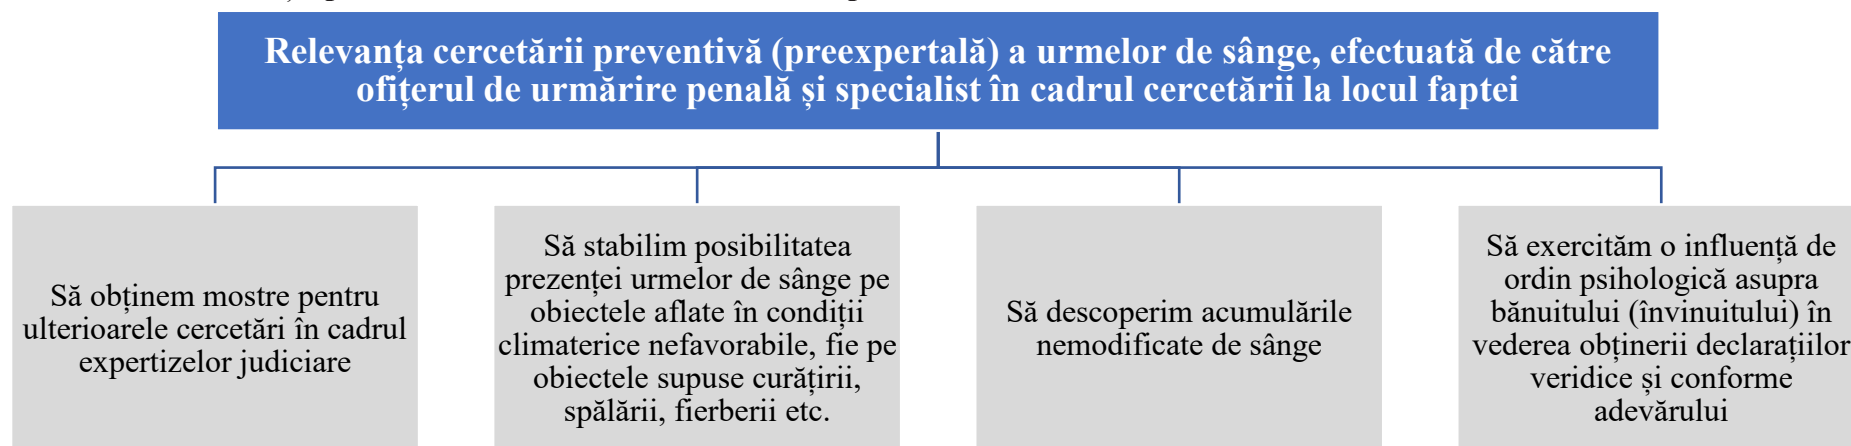 Relevanța cercetării preventivă (preexpertală) a urmelor de sânge, efectuată de către
ofițerul de urmărire penală și specialist în cadrul cercetării la locul faptei
Să obținem mostre pentru
ulterioarele cercetări în cadrul
expertizelor judiciare
Să stabilim posibilitatea
prezenței urmelor de sânge pe
obiectele aflate în condiții
climaterice nefavorabile, fie pe
obiectele supuse curățirii,
spălării, fierberii etc.
Să descoperim acumulările
nemodificate de sânge
Să exercităm o influență de
ordin psihologică asupra
bănuitului (învinuitului) în
vederea obținerii declarațiilor
veridice și conforme
adevărului